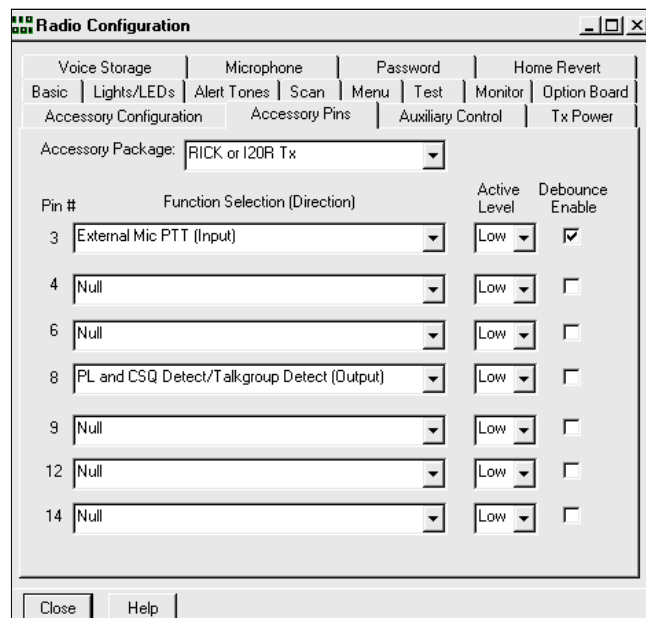 Radio Configuration
Voice Storage Microphone Password Home Revert
Basic Lights/LEDs Alert Tones Scan Menu Test Monitor Option Board
Accessory Configuration Accessory Pins Auxiliary Control Tx Power
Accessory Package: RICK or I20R Tx
Pin # Function Selection (Direction) Active Level Debounce Enable
3 External Mic PTT (Input) Low
4 Null Low
6 Null Low
8 PL and CSQ Detect/Talkgroup Detect (Output) Low
9 Null Low
12 Null Low
14 Null Low
Close Help